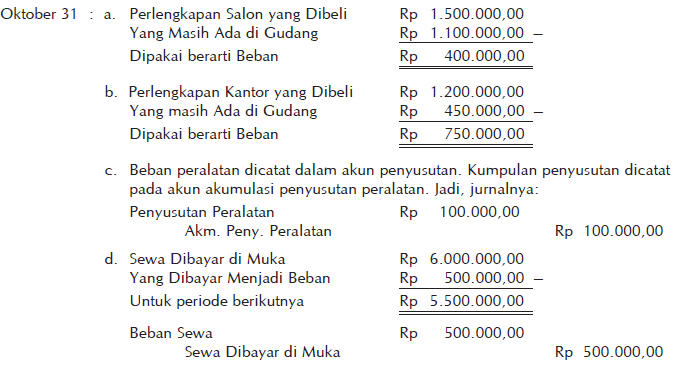 Oktober 31 : a. Perlengkapan Salon yang Dibeli Rp 1.500.000,00
Yang Masih Ada di Gudang Rp 1.100.000,00 –
Dipakai berarti Beban Rp 400.000,00
b. Perlengkapan Kantor yang Dibeli Rp 1.200.000,00
Yang masih Ada di Gudang Rp 450.000,00 –
Dipakai berarti Beban Rp 750.000,00
c. Beban peralatan dicatat dalam akun penyusutan. Kumpulan penyusutan dicatat
pada akun akumulasi penyusutan peralatan. Jadi, jurnalnya:
Penyusutan Peralatan Rp 100.000,00
Akm. Peny. Peralatan Rp 100.000,00
d. Sewa Dibayar di Muka Rp 6.000.000,00
Yang Dibayar Menjadi Beban Rp 500.000,00 –
Untuk periode berikutnya Rp 5.500.000,00
Beban Sewa Rp 500.000,00
Sewa Dibayar di Muka Rp 500.000,00